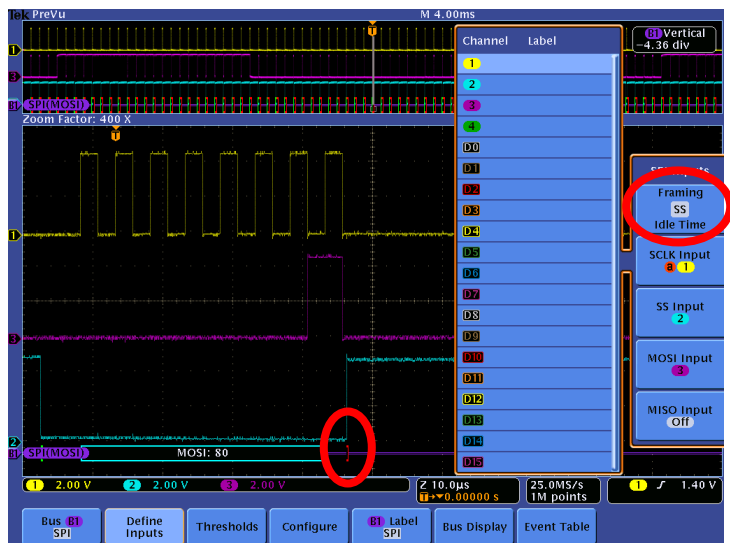 Tek PreVu
M 4.00ms
B1 Vertical
-4.36 div
1
3
B1 SPI(MOSI)
Zoom Factor: 400 X
T
T
1
3
2
B1 SPI(MOSI)
MOSI: 80
Channel Label
1
2
3
4
D0
D1
D2
D3
D4
D5
D6
D7
D8
D9
D10
D11
D12
D13
D14
D15
Framing
SS
Idle Time
SCLK Input
a 1
SS Input
2
MOSI Input
3
MISO Input
Off
1 2.00 V
2 2.00 V
3 2.00 V
Z 10.0µs
T→▼0.00000 s
25.0MS/s
1M points
1 ƒ 1.40 V
Bus B1
SPI
Define
Inputs
Thresholds
Configure
B1 Label
SPI
Bus Display
Event Table